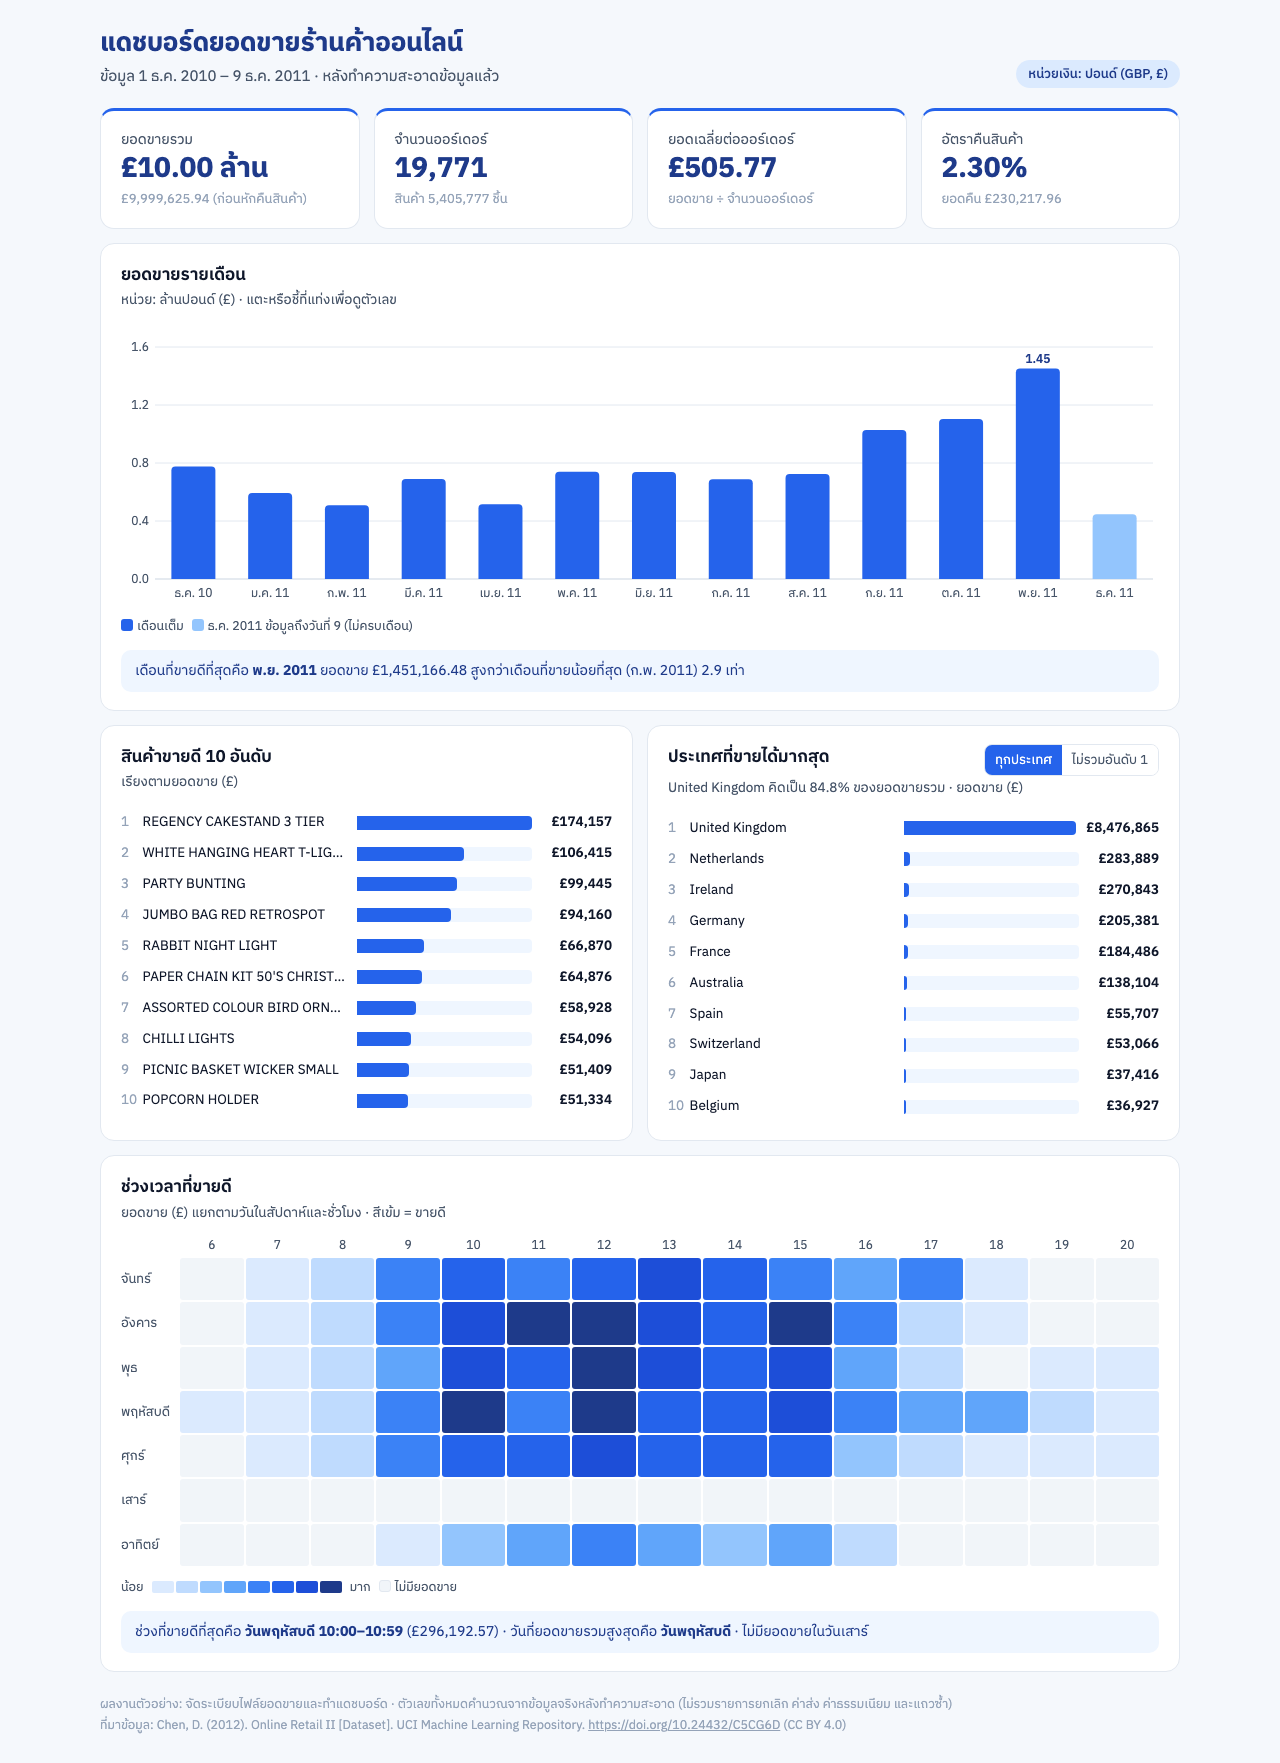 แดชบอร์ดยอดขายร้านค้าออนไลน์
ข้อมูล 1 ธ.ค. 2010 – 9 ธ.ค. 2011 · หลังทำความสะอาดข้อมูลแล้ว
หน่วยเงิน: ปอนด์ (GBP, £)
ยอดขายรวม
£10.00 ล้าน
£9,999,625.94 (ก่อนหักคืนสินค้า)
จำนวนออร์เดอร์
19,771
สินค้า 5,405,777 ชิ้น
ยอดเฉลี่ยต่อออร์เดอร์
£505.77
ยอดขาย ÷ จำนวนออร์เดอร์
อัตราคืนสินค้า
2.30%
ยอดคืน £230,217.96
ยอดขายรายเดือน
หน่วย: ล้านปอนด์ (£) · แตะหรือชี้ที่แท่งเพื่อดูตัวเลข
1.6
1.2
0.8
0.4
0.0
1.45
ธ.ค. 10 ม.ค. 11 ก.พ. 11 มี.ค. 11 เม.ย. 11 พ.ค. 11 มิ.ย. 11 ก.ค. 11 ส.ค. 11 ก.ย. 11 ต.ค. 11 พ.ย. 11 ธ.ค. 11
เดือนเต็ม ธ.ค. 2011 ข้อมูลถึงวันที่ 9 (ไม่ครบเดือน)
เดือนที่ขายดีที่สุดคือ พ.ย. 2011 ยอดขาย £1,451,166.48 สูงกว่าเดือนที่ขายน้อยที่สุด (ก.พ. 2011) 2.9 เท่า
สินค้าขายดี 10 อันดับ
เรียงตามยอดขาย (£)
1 REGENCY CAKESTAND 3 TIER £174,157
2 WHITE HANGING HEART T-LIG... £106,415
3 PARTY BUNTING £99,445
4 JUMBO BAG RED RETROSPOT £94,160
5 RABBIT NIGHT LIGHT £66,870
6 PAPER CHAIN KIT 50'S CHRIST... £64,876
7 ASSORTED COLOUR BIRD ORN... £58,928
8 CHILLI LIGHTS £54,096
9 PICNIC BASKET WICKER SMALL £51,409
10 POPCORN HOLDER £51,334
ประเทศที่ขายได้มากสุด
ทุกประเทศ ไม่รวมอันดับ 1
United Kingdom คิดเป็น 84.8% ของยอดขายรวม · ยอดขาย (£)
1 United Kingdom £8,476,865
2 Netherlands £283,889
3 Ireland £270,843
4 Germany £205,381
5 France £184,486
6 Australia £138,104
7 Spain £55,707
8 Switzerland £53,066
9 Japan £37,416
10 Belgium £36,927
ช่วงเวลาที่ขายดี
ยอดขาย (£) แยกตามวันในสัปดาห์และชั่วโมง · สีเข้ม = ขายดี
6 7 8 9 10 11 12 13 14 15 16 17 18 19 20
จันทร์
อังคาร
พุธ
พฤหัสบดี
ศุกร์
เสาร์
อาทิตย์
น้อย มาก ไม่มียอดขาย
ช่วงที่ขายดีที่สุดคือ วันพฤหัสบดี 10:00–10:59 (£296,192.57) · วันที่ยอดขายรวมสูงสุดคือ วันพฤหัสบดี · ไม่มียอดขายในวันเสาร์
ผลงานตัวอย่าง: จัดระเบียบไฟล์ยอดขายและทำแดชบอร์ด · ตัวเลขทั้งหมดคำนวณจากข้อมูลจริงหลังทำความสะอาด (ไม่รวมรายการยกเลิก ค่าส่ง ค่าธรรมเนียม และแถวซ้ำ)
ที่มาข้อมูล: Chen, D. (2012). Online Retail II [Dataset]. UCI Machine Learning Repository. https://doi.org/10.24432/C5CG6D (CC BY 4.0)